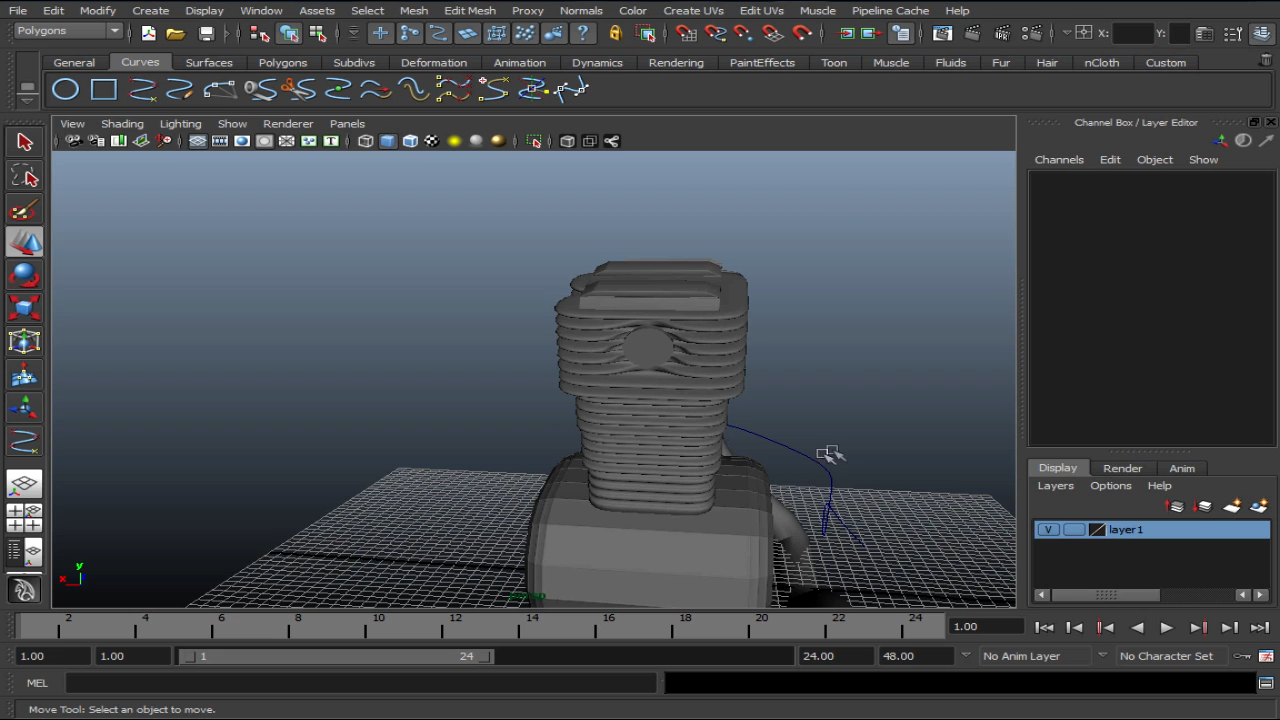 File Edit Modify Create Display Window Assets Select Mesh Edit Mesh Proxy Normals Color Create UVs Edit UVs Muscle Pipeline Cache Help
Polygons X: Y:
General Curves Surfaces Polygons Subdivs Deformation Animation Dynamics Rendering PaintEffects Toon Muscle Fluids Fur Hair nCloth Custom
View Shading Lighting Show Renderer Panels
Channel Box / Layer Editor
Channels Edit Object Show
Display Render Anim
Layers Options Help
V layer1
y
x
persp
2 4 6 8 10 12 14 16 18 20 22 24 1.00
1.00 1.00 1 24 24.00 48.00 No Anim Layer No Character Set
MEL
Move Tool: Select an object to move.